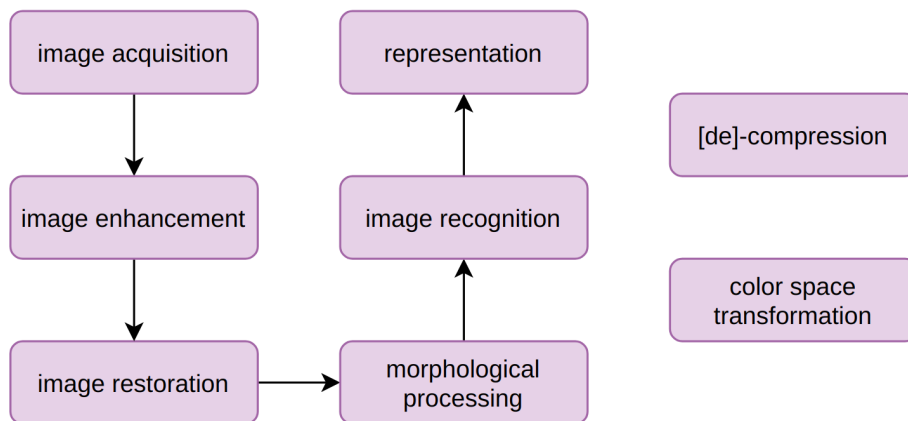 image acquisition
image enhancement
image restoration
morphological
processing
image recognition
representation
[de]-compression
color space
transformation